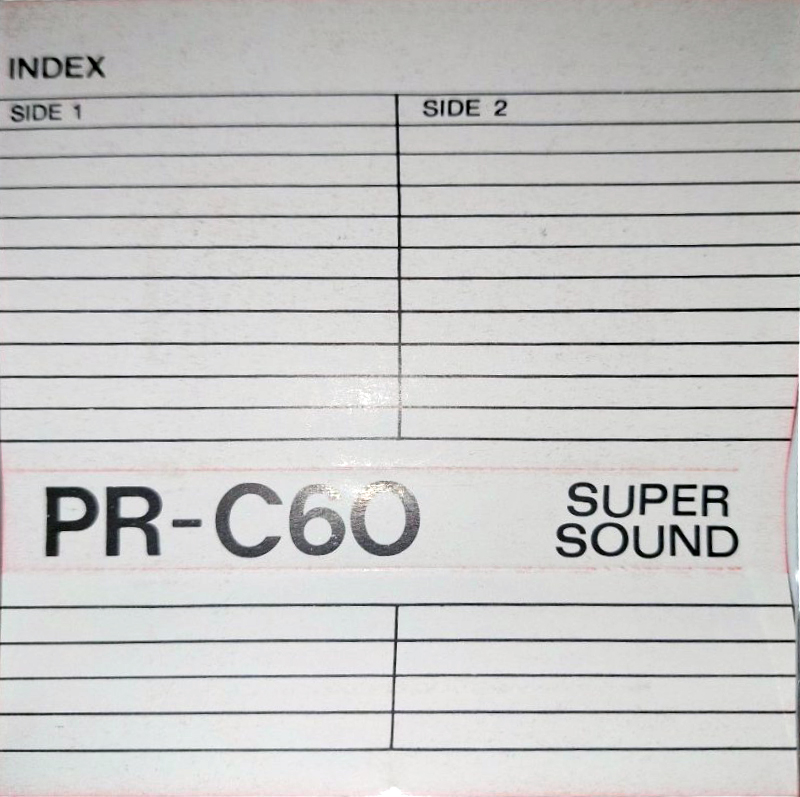 INDEX
SIDE 1 SIDE 2
PR-C60 SUPER
SOUND